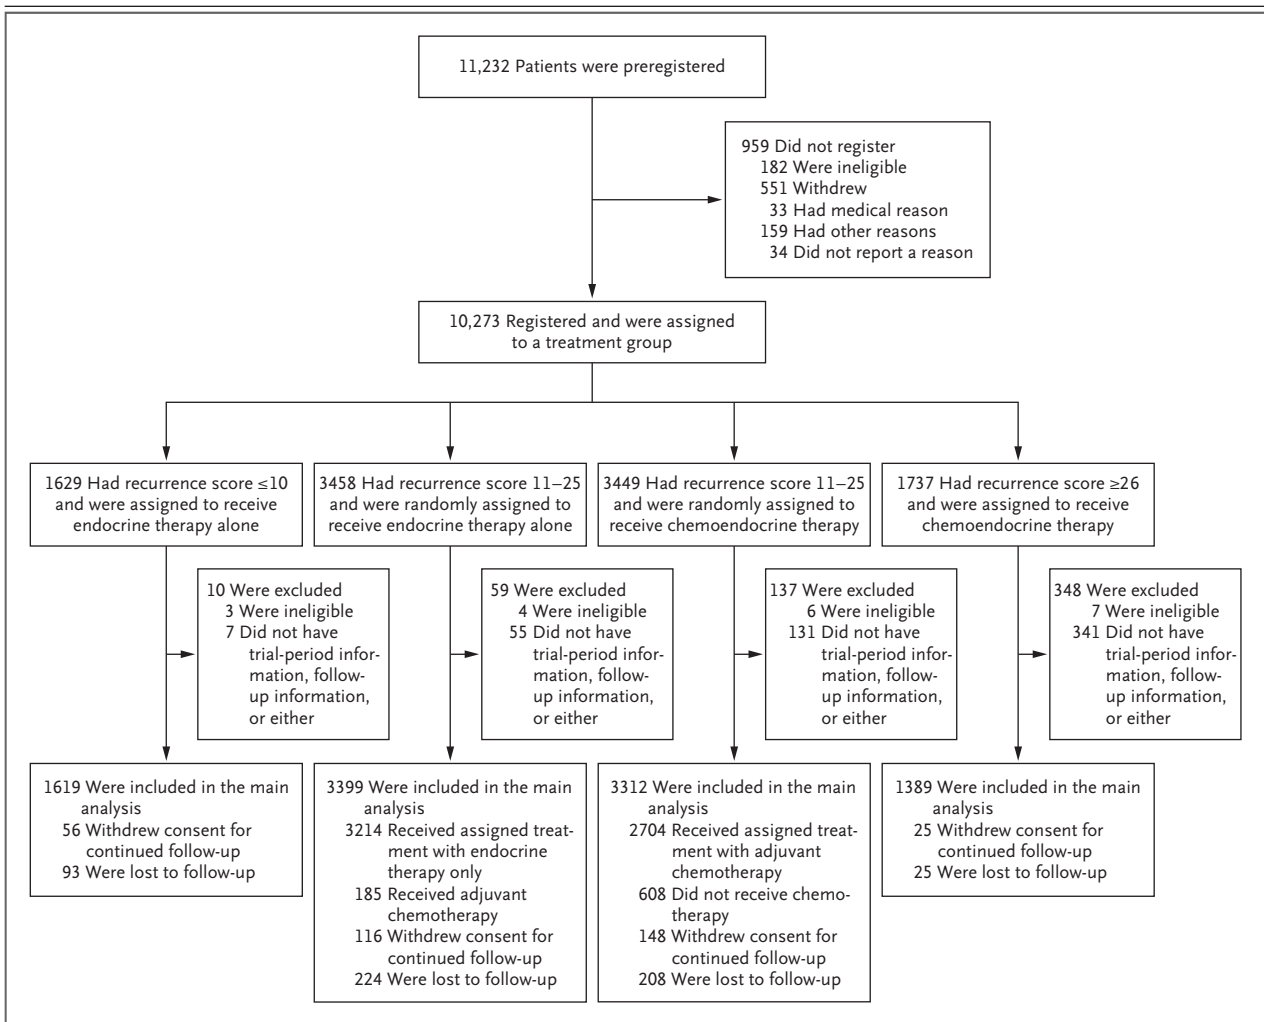 11,232 Patients were preregistered
959 Did not register
182 Were ineligible
551 Withdrew
33 Had medical reason
159 Had other reasons
34 Did not report a reason
10,273 Registered and were assigned
to a treatment group
1629 Had recurrence score ≤10
and were assigned to receive
endocrine therapy alone
3458 Had recurrence score 11–25
and were randomly assigned to
receive endocrine therapy alone
3449 Had recurrence score 11–25
and were randomly assigned to
receive chemoendocrine therapy
1737 Had recurrence score ≥26
and were assigned to receive
chemoendocrine therapy
10 Were excluded
3 Were ineligible
7 Did not have
trial-period infor-
mation, follow-
up information,
or either
59 Were excluded
4 Were ineligible
55 Did not have
trial-period infor-
mation, follow-
up information,
or either
137 Were excluded
6 Were ineligible
131 Did not have
trial-period infor-
mation, follow-
up information,
or either
348 Were excluded
7 Were ineligible
341 Did not have
trial-period infor-
mation, follow-
up information,
or either
1619 Were included in the main
analysis
56 Withdrew consent for
continued follow-up
93 Were lost to follow-up
3399 Were included in the main
analysis
3214 Received assigned treat-
ment with endocrine
therapy only
185 Received adjuvant
chemotherapy
116 Withdrew consent for
continued follow-up
224 Were lost to follow-up
3312 Were included in the main
analysis
2704 Received assigned treat-
ment with adjuvant
chemotherapy
608 Did not receive chemo-
therapy
148 Withdrew consent for
continued follow-up
208 Were lost to follow-up
1389 Were included in the main
analysis
25 Withdrew consent for
continued follow-up
25 Were lost to follow-up